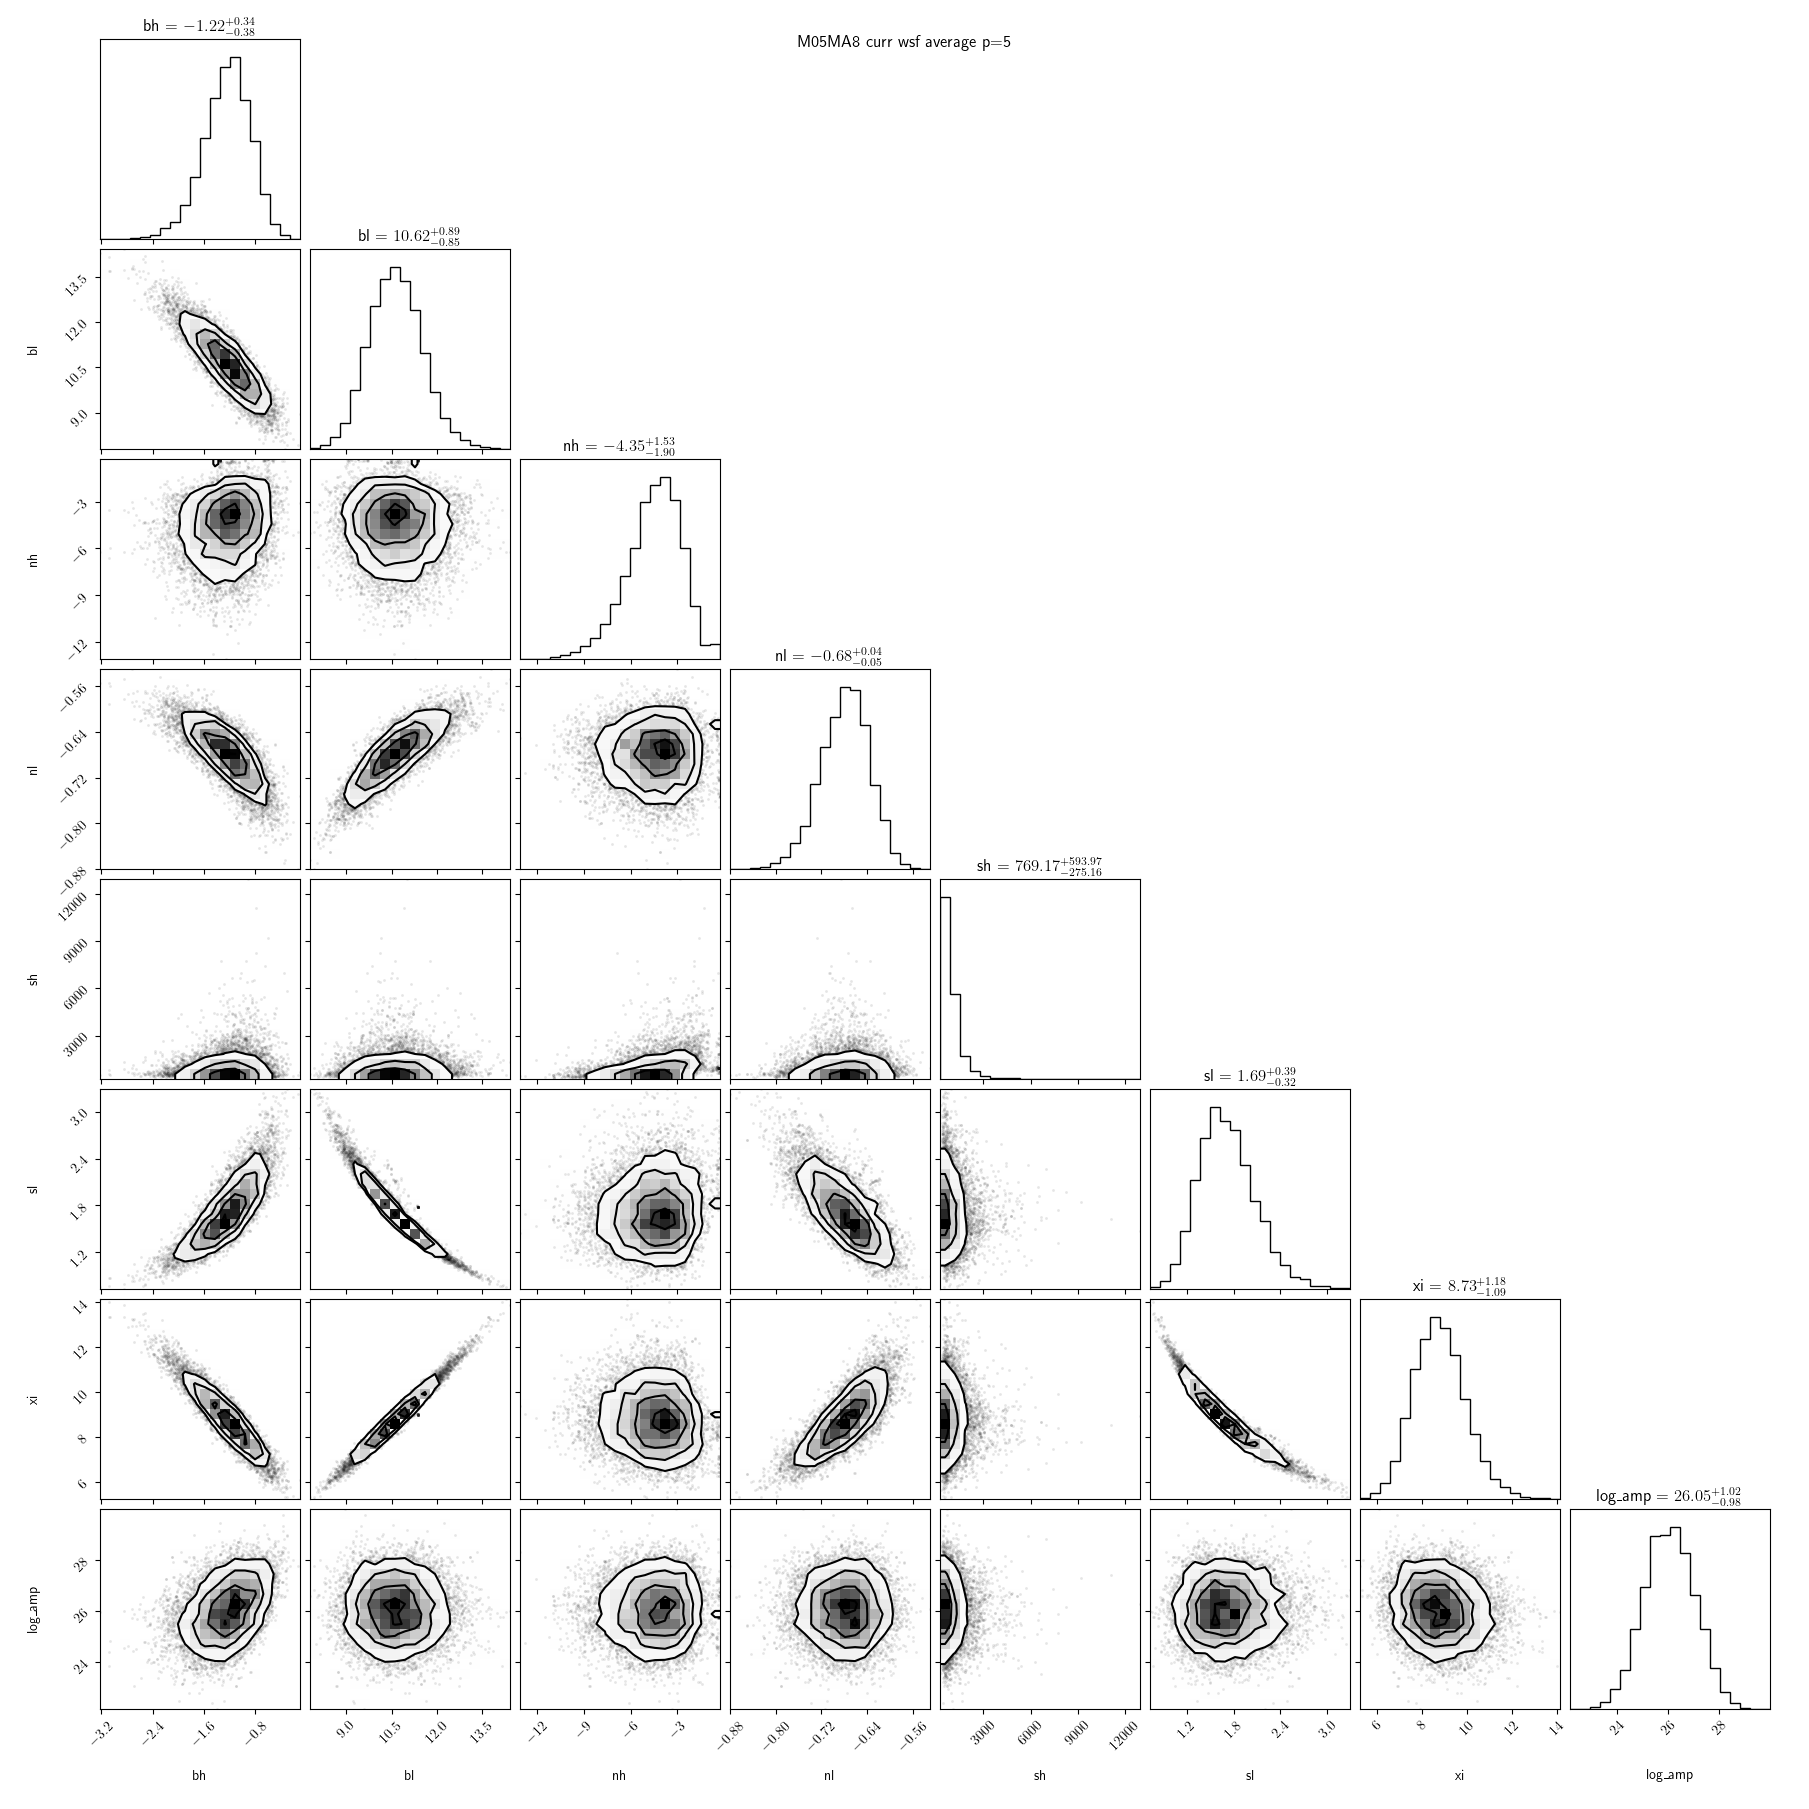 M05MA8 curr wsf average p=5
bh = −1.22^{+0.34}_{−0.38}
bl = 10.62^{+0.89}_{−0.85}
13.5
12.0
10.5
9.0
bl
nh = −4.35^{+1.53}_{−1.90}
−3
−6
−9
−12
nh
nl = −0.68^{+0.04}_{−0.05}
−0.56
−0.64
−0.72
−0.80
−0.88
nl
sh = 769.17^{+593.97}_{−275.16}
12000
9000
6000
3000
sh
sl = 1.69^{+0.39}_{−0.32}
3.0
2.4
1.8
1.2
sl
xi = 8.73^{+1.18}_{−1.09}
14
12
10
8
6
xi
log_amp = 26.05^{+1.02}_{−0.98}
28
26
24
log_amp
−3.2 −2.4 −1.6 −0.8 9.0 10.5 12.0 13.5 −12 −9 −6 −3 −0.88 −0.80 −0.72 −0.64 −0.56 3000 6000 9000 12000 1.2 1.8 2.4 3.0 6 8 10 12 14 24 26 28
bh bl nh nl sh sl xi log_amp